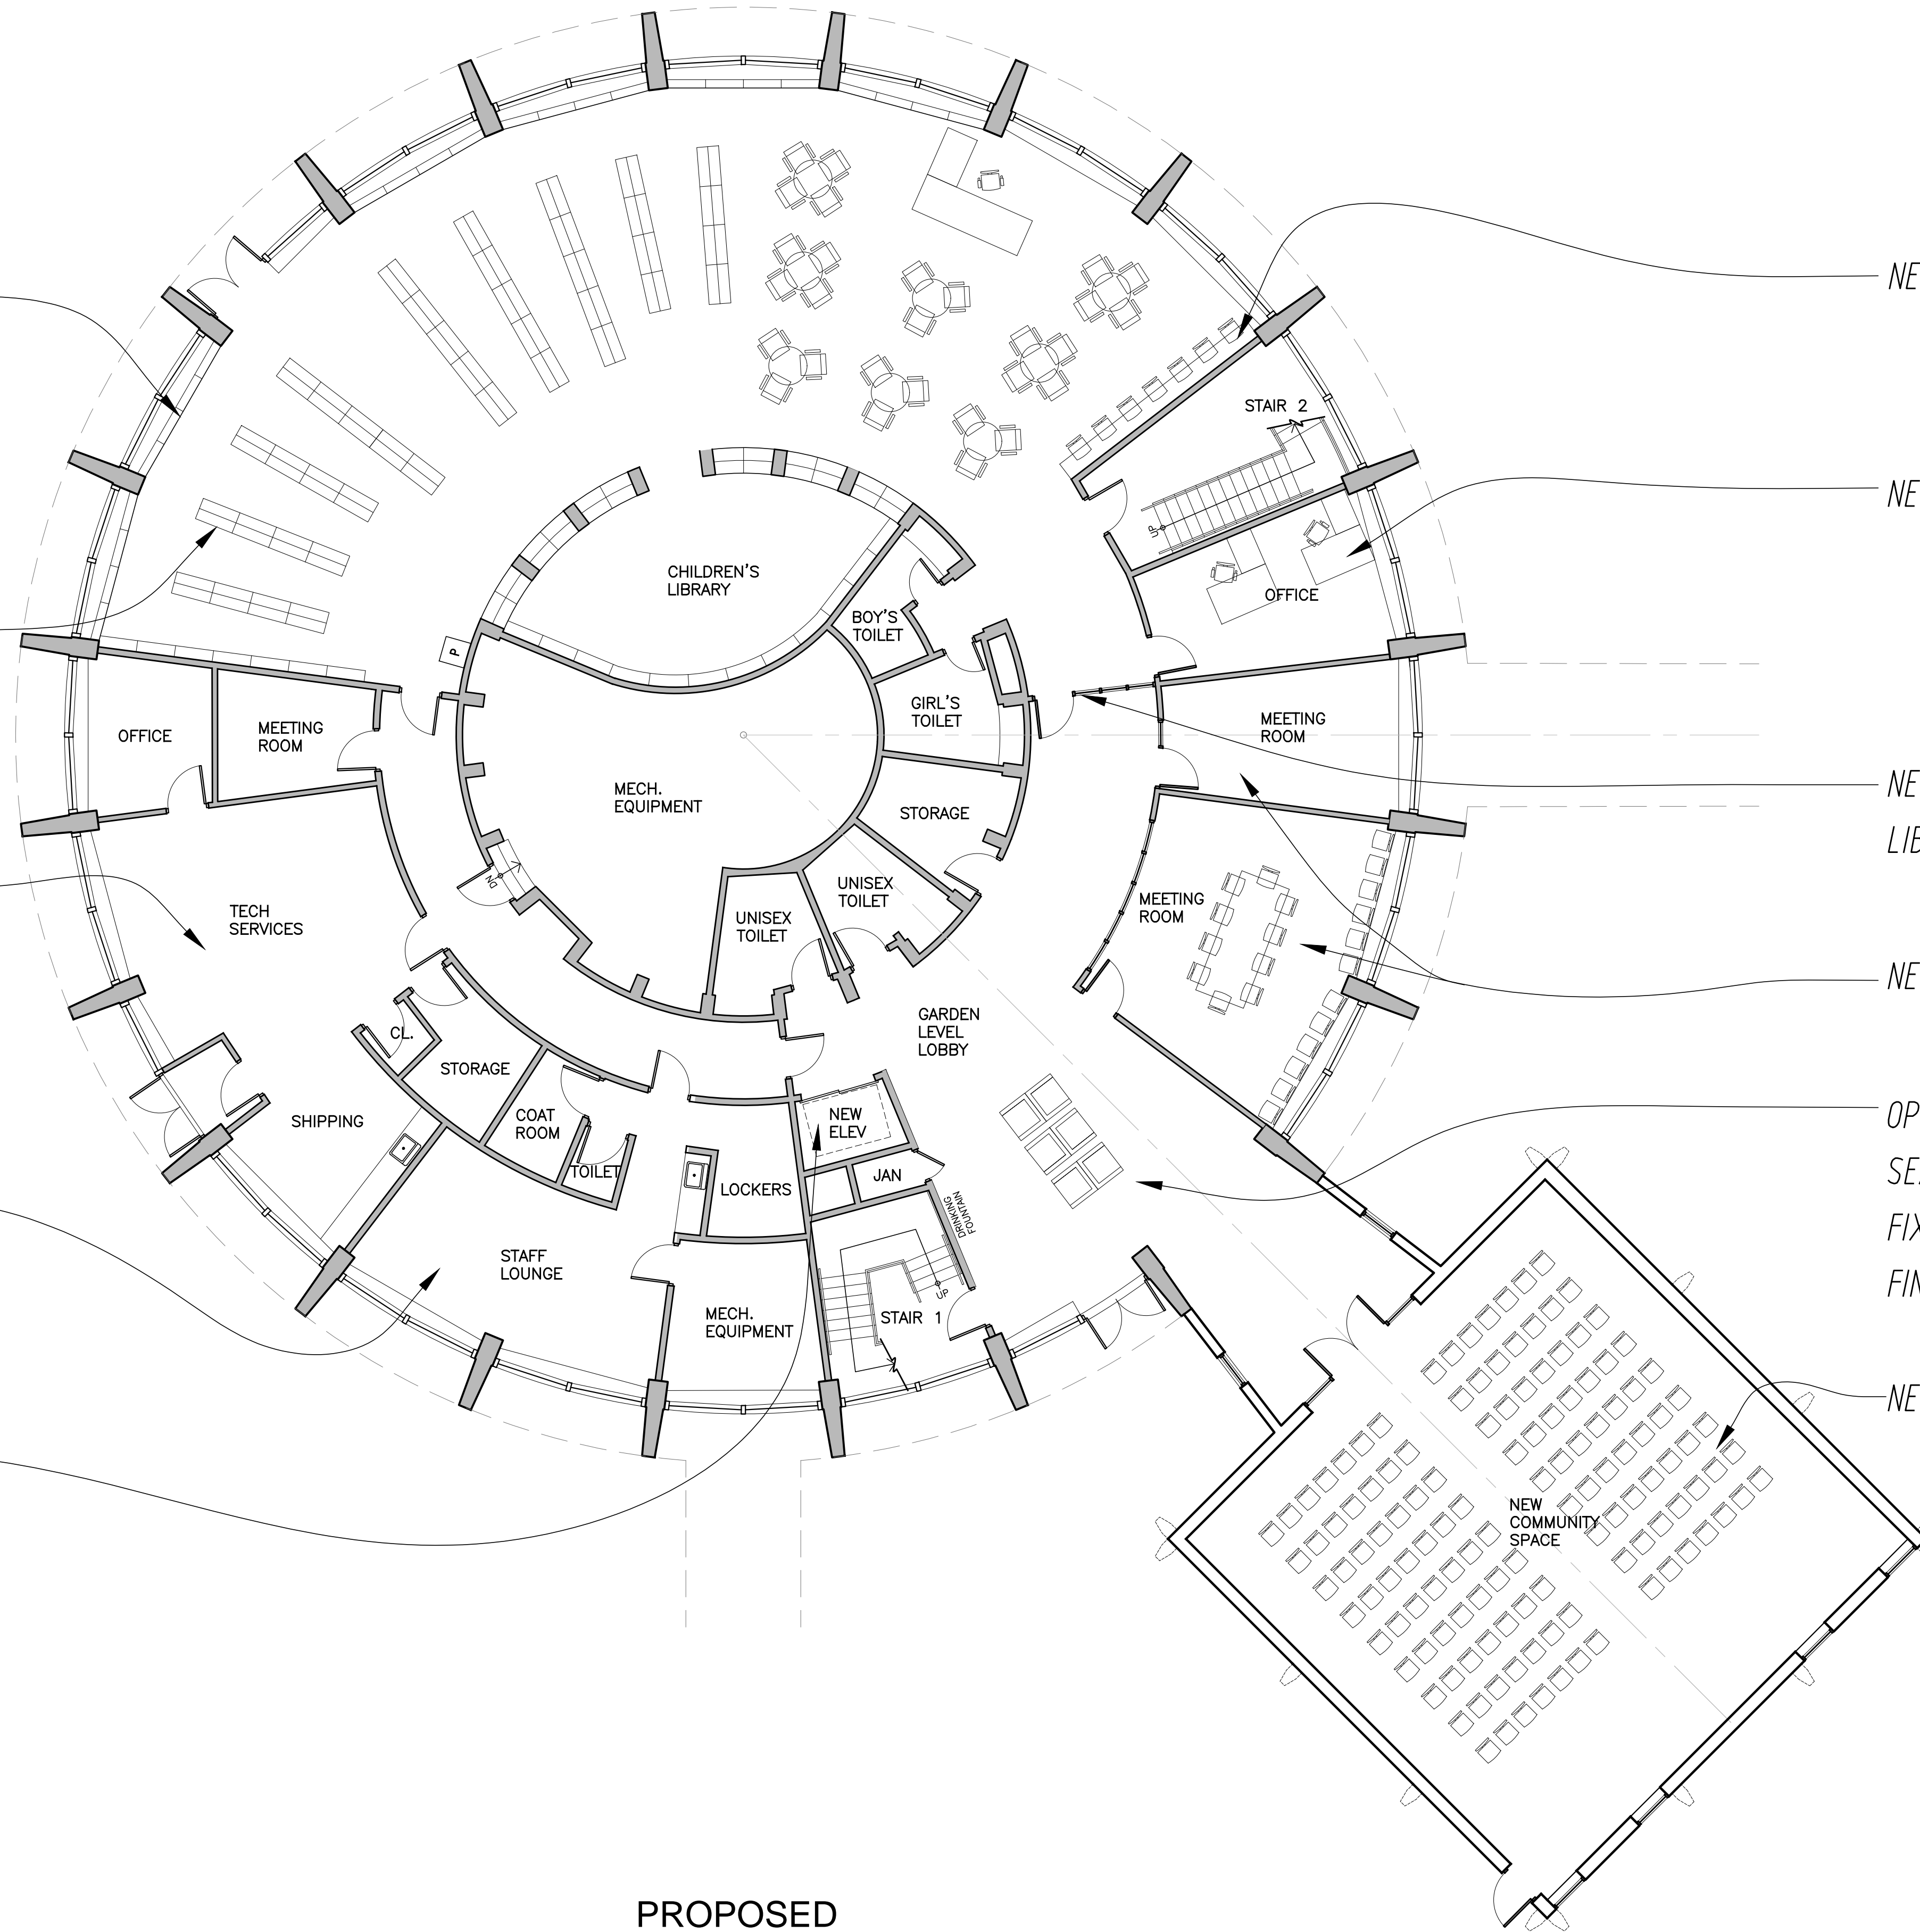 NE
STAIR 2
UP
NE
CHILDREN'S
LIBRARY
OFFICE
BOY'S
TOILET
P
GIRL'S
TOILET
OFFICE
MEETING
ROOM
MEETING
ROOM
NE
LIB
MECH.
EQUIPMENT
STORAGE
DN
UNISEX
TOILET
MEETING
ROOM
TECH
SERVICES
UNISEX
TOILET
NE
GARDEN
LEVEL
LOBBY
CL.
STORAGE
SHIPPING
COAT
ROOM
NEW
ELEV
OP
TOILET
LOCKERS
JAN
SE
DRINKING
FOUNTAIN
FIX
STAFF
LOUNGE
UP
FIN
MECH.
EQUIPMENT
STAIR 1
NE
NEW
COMMUNITY
SPACE
PROPOSED